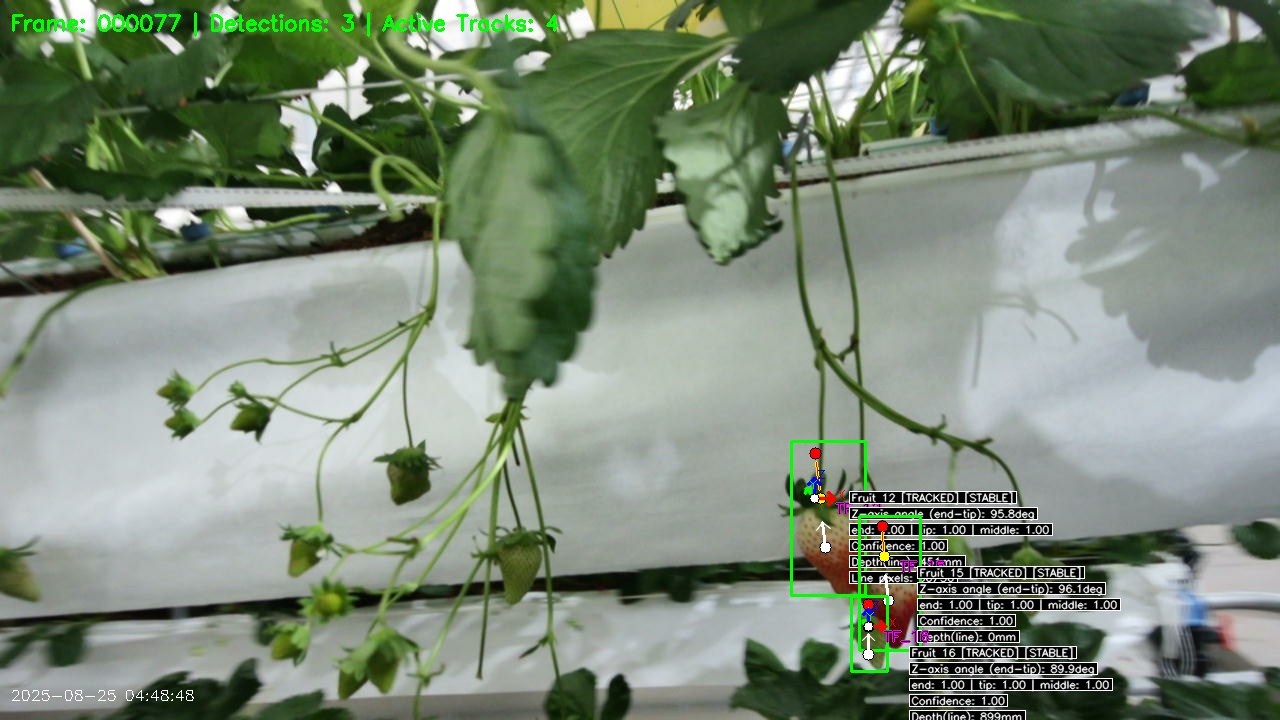 Frame: 000077 | Detections: 3 | Active Tracks: 4
Fruit 12 [TRACKED] [STABLE]
Z-axis angle (end-tip): 95.8deg
end: 1.00 | tip: 1.00 | middle: 1.00
Confidence: 1.00
Line pixels:
Fruit 15 [TRACKED] [STABLE]
Z-axis angle (end-tip): 96.1deg
end: 1.00 | tip: 1.00 | middle: 1.00
Confidence: 1.00
Depth(line): 0mm
Fruit 16 [TRACKED] [STABLE]
Z-axis angle (end-tip): 89.9deg
end: 1.00 | tip: 1.00 | middle: 1.00
Confidence: 1.00
Depth(line): 899mm
2025-08-25 04:48:48